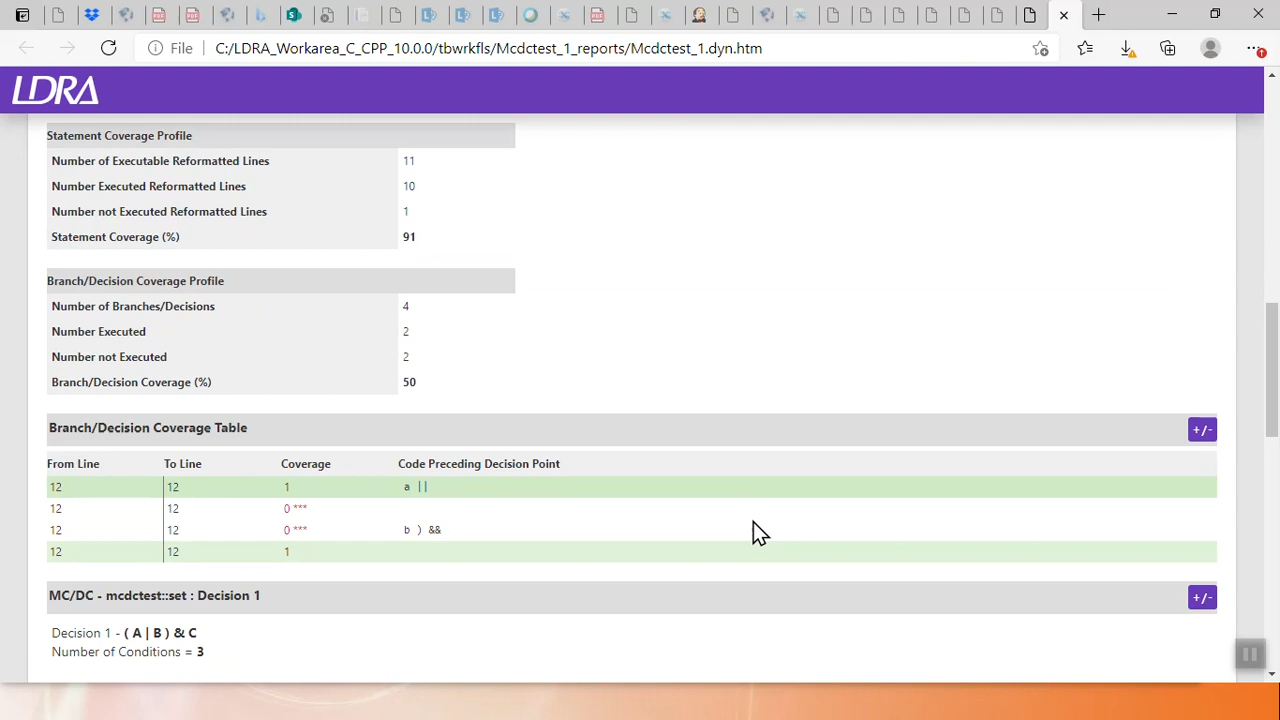 File C:/LDRA_Workarea_C_CPP_10.0.0/tbwrkfls/Mcdctest_1_reports/Mcdctest_1.dyn.htm
LDRA
Statement Coverage Profile
Number of Executable Reformatted Lines 11
Number Executed Reformatted Lines 10
Number not Executed Reformatted Lines 1
Statement Coverage (%) 91
Branch/Decision Coverage Profile
Number of Branches/Decisions 4
Number Executed 2
Number not Executed 2
Branch/Decision Coverage (%) 50
Branch/Decision Coverage Table +/-
From Line To Line Coverage Code Preceding Decision Point
12 12 1 a ||
12 12 0 ***
12 12 0 *** b ) &&
12 12 1
MC/DC - mcdctest::set : Decision 1 +/-
Decision 1 - ( A | B ) & C
Number of Conditions = 3